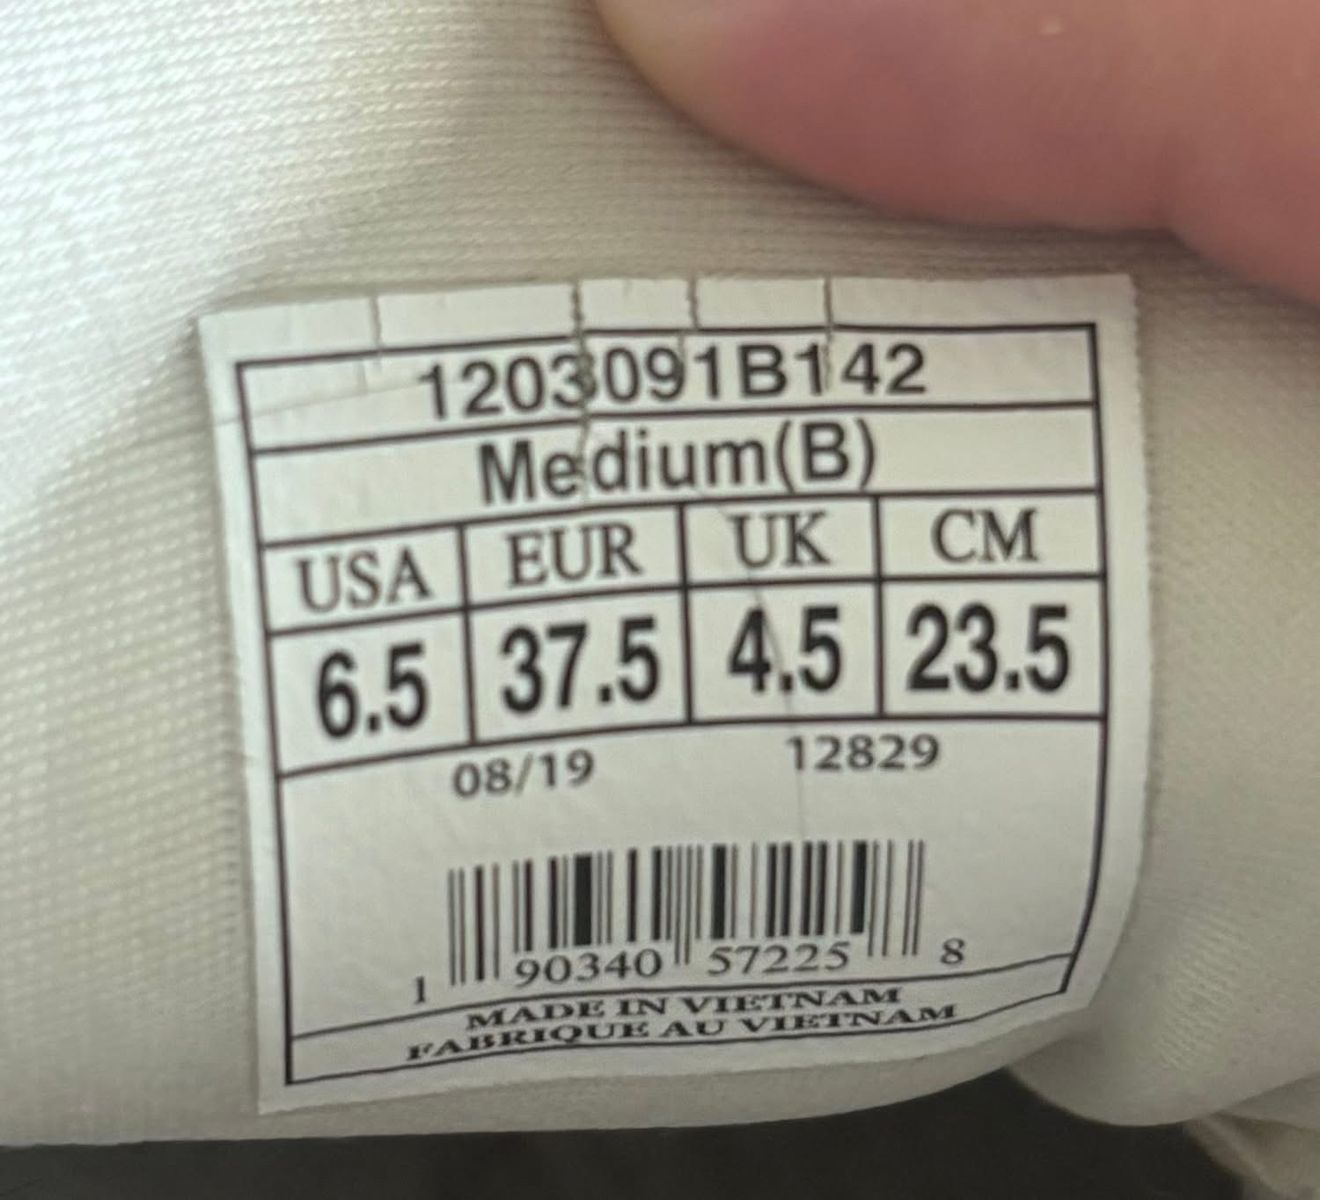 1203091B142
Medium(B)
USA EUR UK CM
6.5 37.5 4.5 23.5
08/19 12829
1 90340 57225 8
MADE IN VIETNAM
FABRIQUE AU VIETNAM